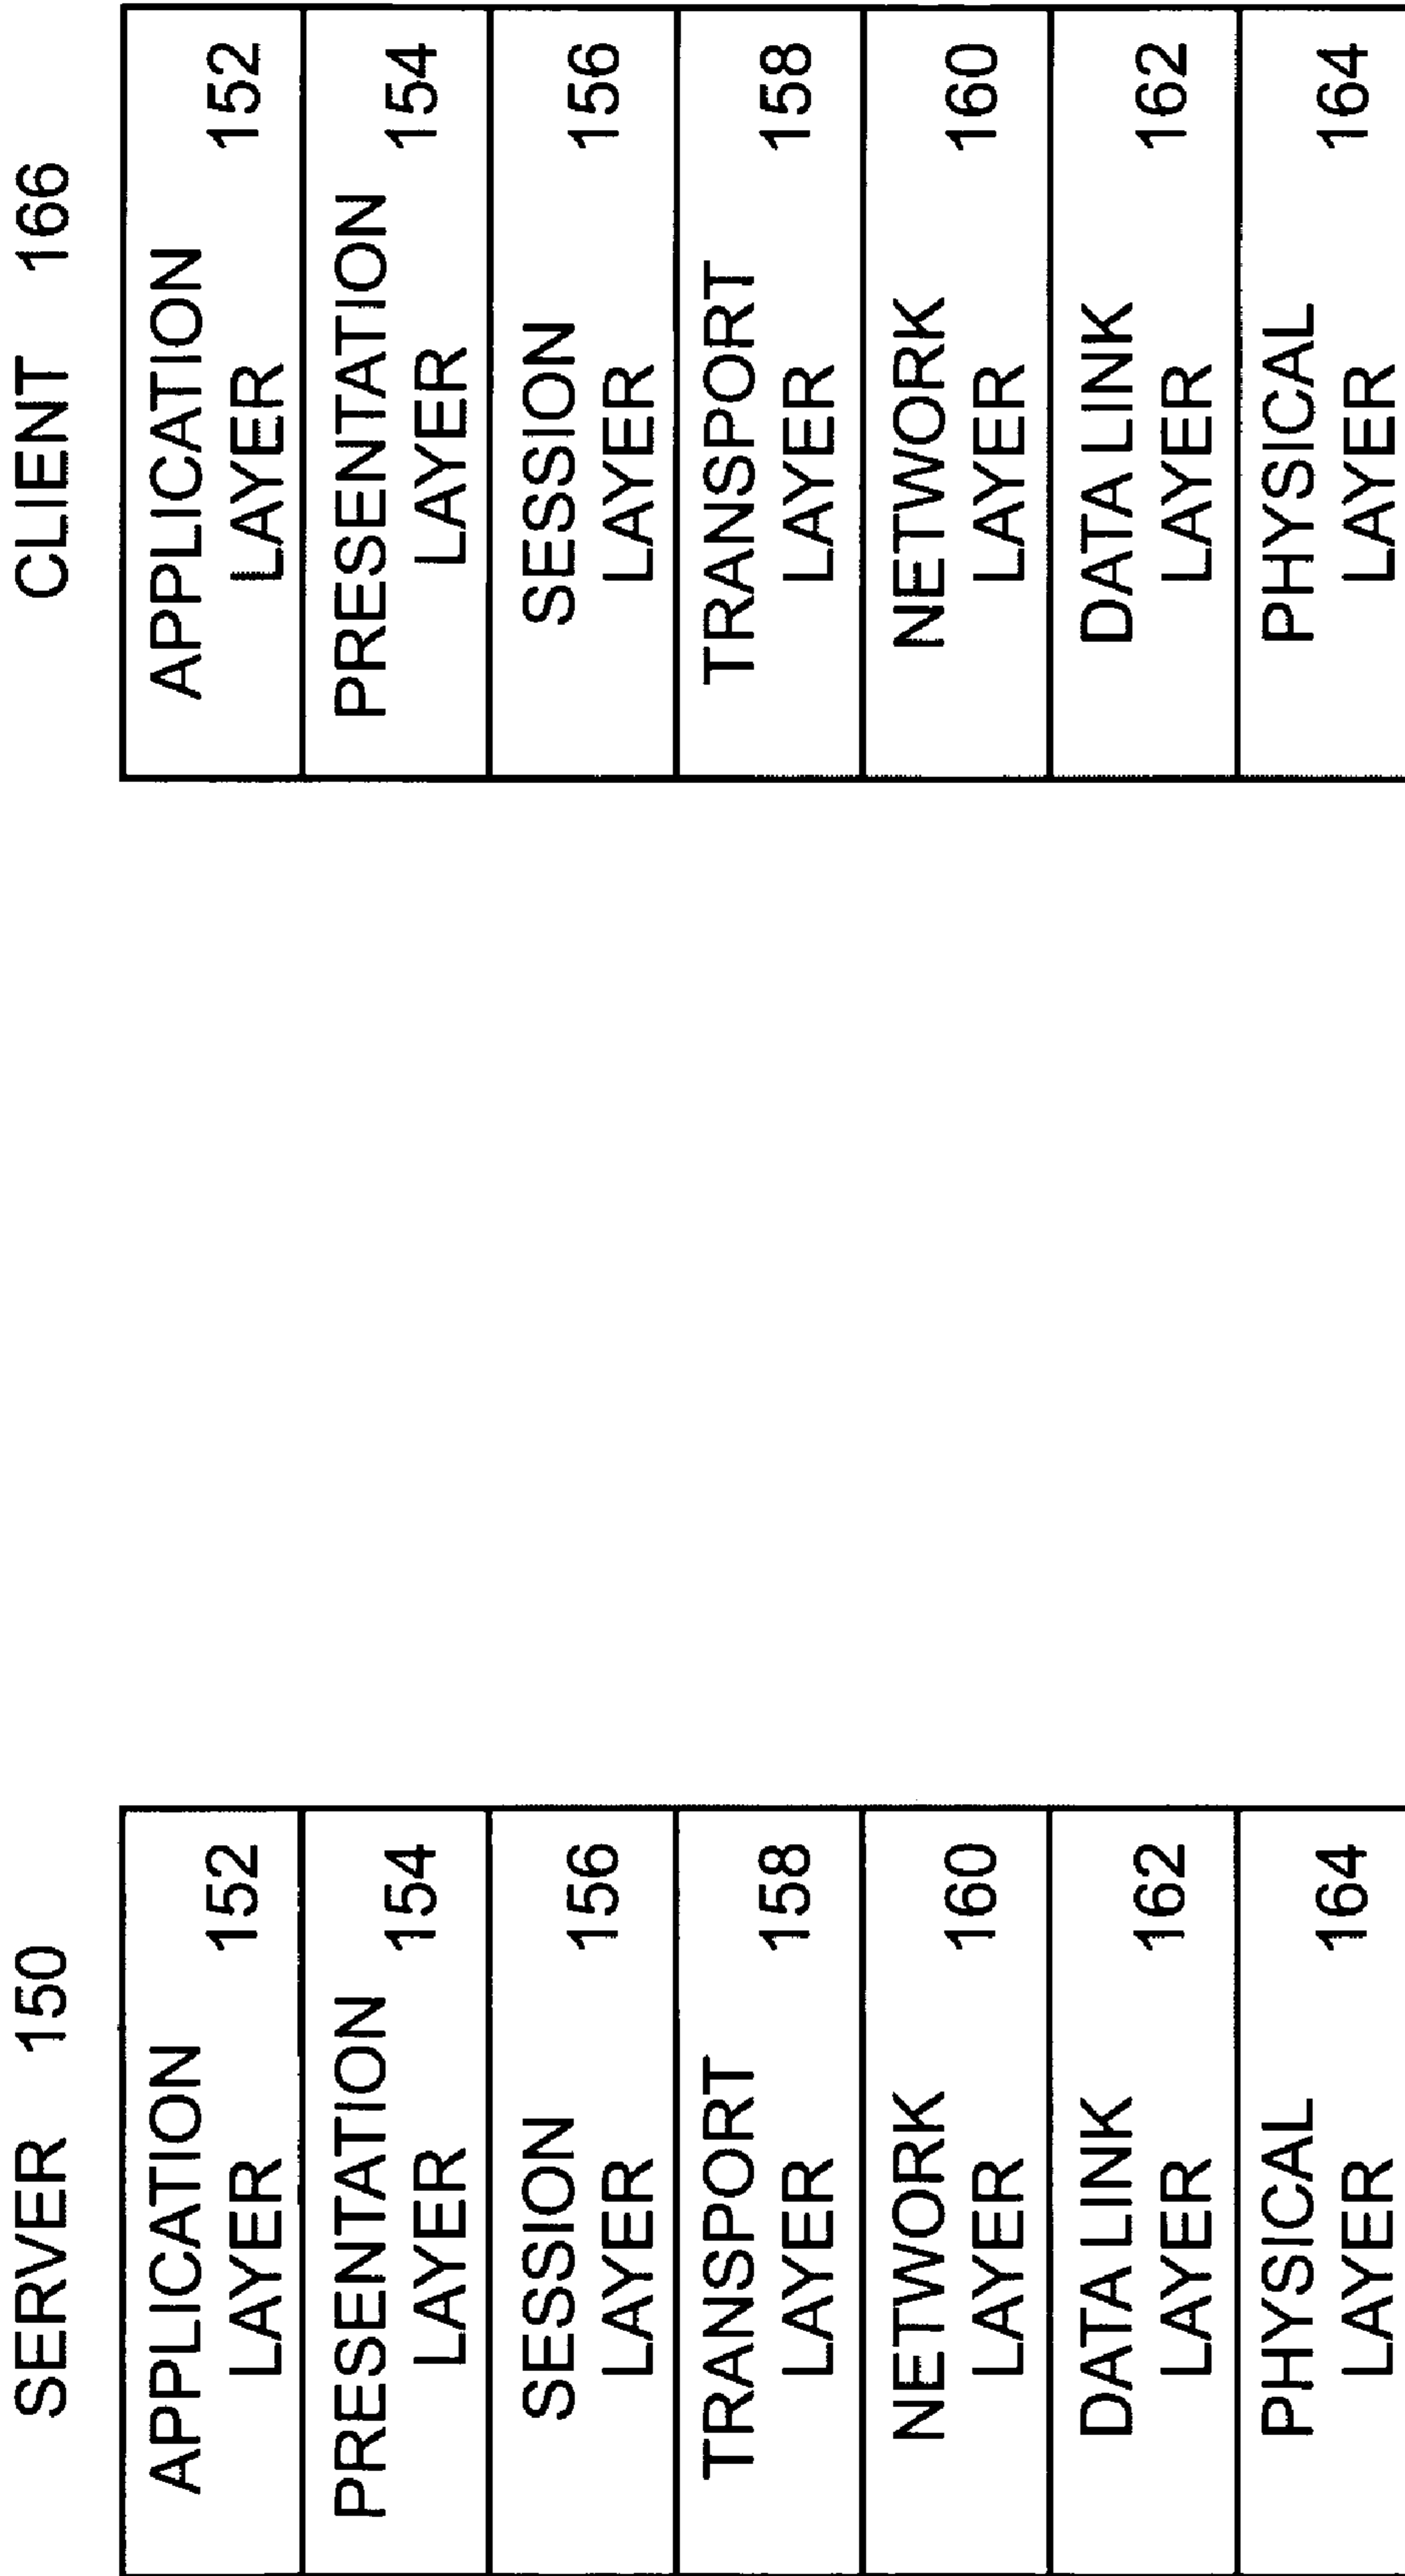 SERVER 150
APPLICATION
LAYER 152
PRESENTATION
LAYER 154
SESSION
LAYER 156
TRANSPORT
LAYER 158
NETWORK
LAYER 160
DATA LINK
LAYER 162
PHYSICAL
LAYER 164
CLIENT 166
APPLICATION
LAYER 152
PRESENTATION
LAYER 154
SESSION
LAYER 156
TRANSPORT
LAYER 158
NETWORK
LAYER 160
DATA LINK
LAYER 162
PHYSICAL
LAYER 164